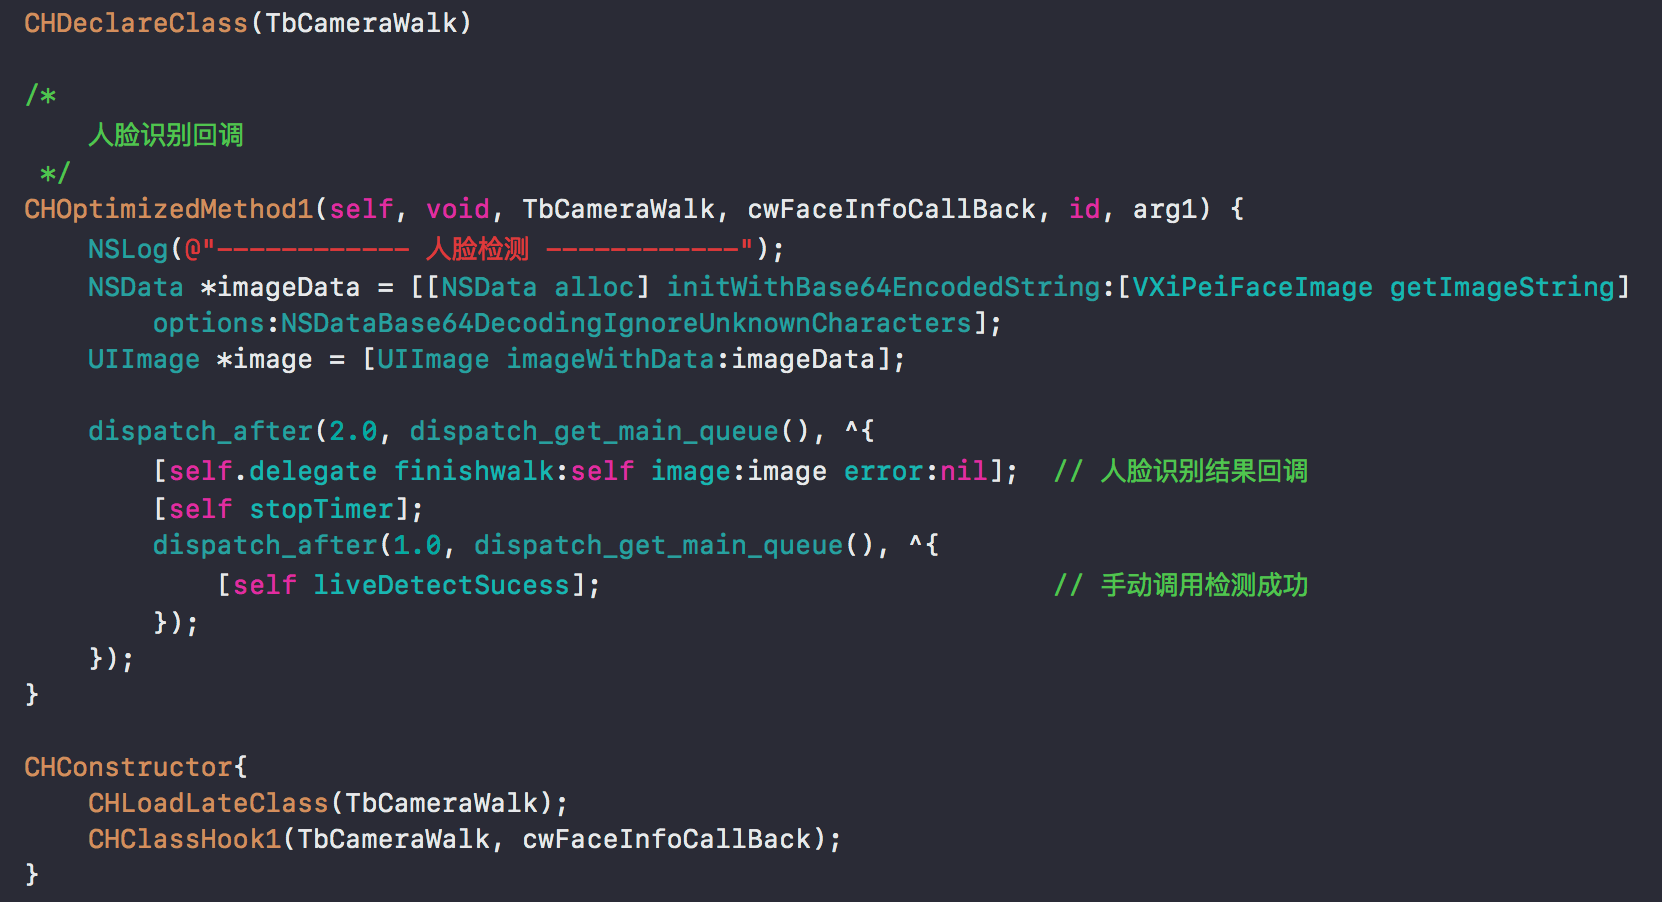 CHDeclareClass(TbCameraWalk)
/*
人脸识别回调
*/
CHOptimizedMethod1(self, void, TbCameraWalk, cwFaceInfoCallBack, id, arg1) {
NSLog(@"------------ 人脸检测 ------------");
NSData *imageData = [[NSData alloc] initWithBase64EncodedString:[VXiPeiFaceImage getImageString]
options:NSDataBase64DecodingIgnoreUnknownCharacters];
UIImage *image = [UIImage imageWithData:imageData];
dispatch_after(2.0, dispatch_get_main_queue(), ^{
[self.delegate finishwalk:self image:image error:nil];  // 人脸识别结果回调
[self stopTimer];
dispatch_after(1.0, dispatch_get_main_queue(), ^{
[self liveDetectSucess];  // 手动调用检测成功
});
});
}
CHConstructor{
CHLoadLateClass(TbCameraWalk);
CHClassHook1(TbCameraWalk, cwFaceInfoCallBack);
}